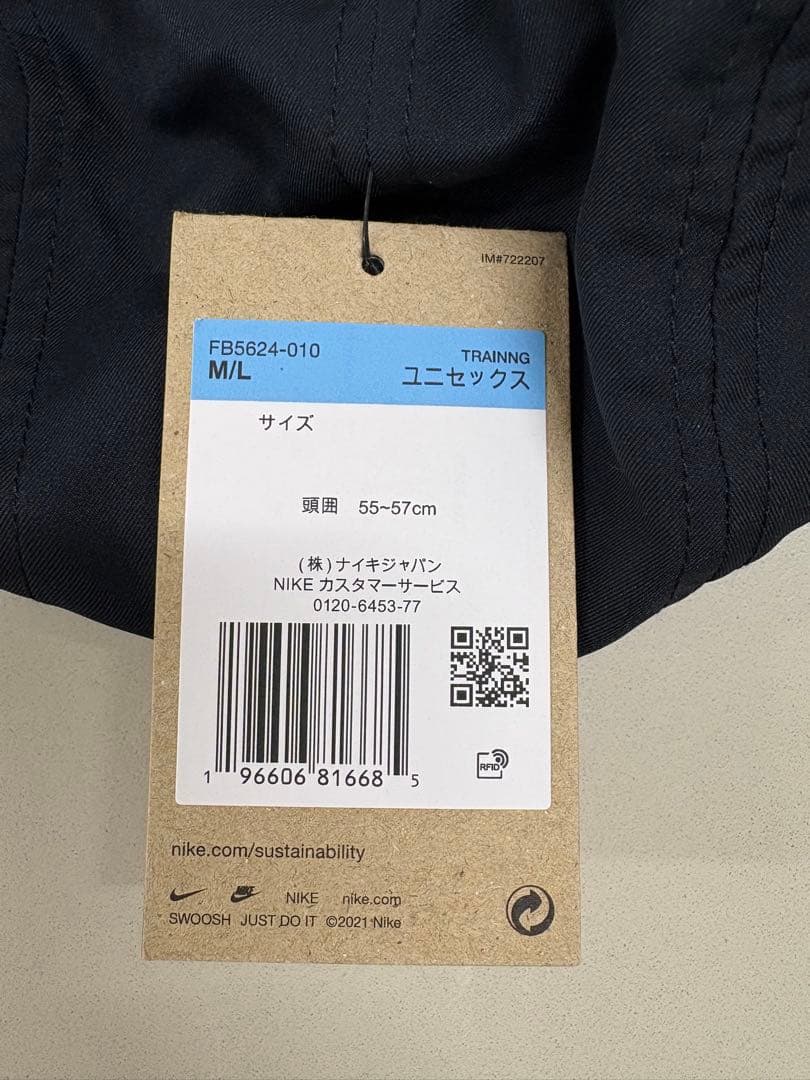 IM#722207
FB5624-010
M/L
TRAINNG
ユニセックス
サイズ
頭囲 55~57cm
(株)ナイキジャパン
NIKE カスタマーサービス
0120-6453-77
1 96606 81668 5
RFID
nike.com/sustainability
NIKE nike.com
SWOOSH JUST DO IT ©2021 Nike